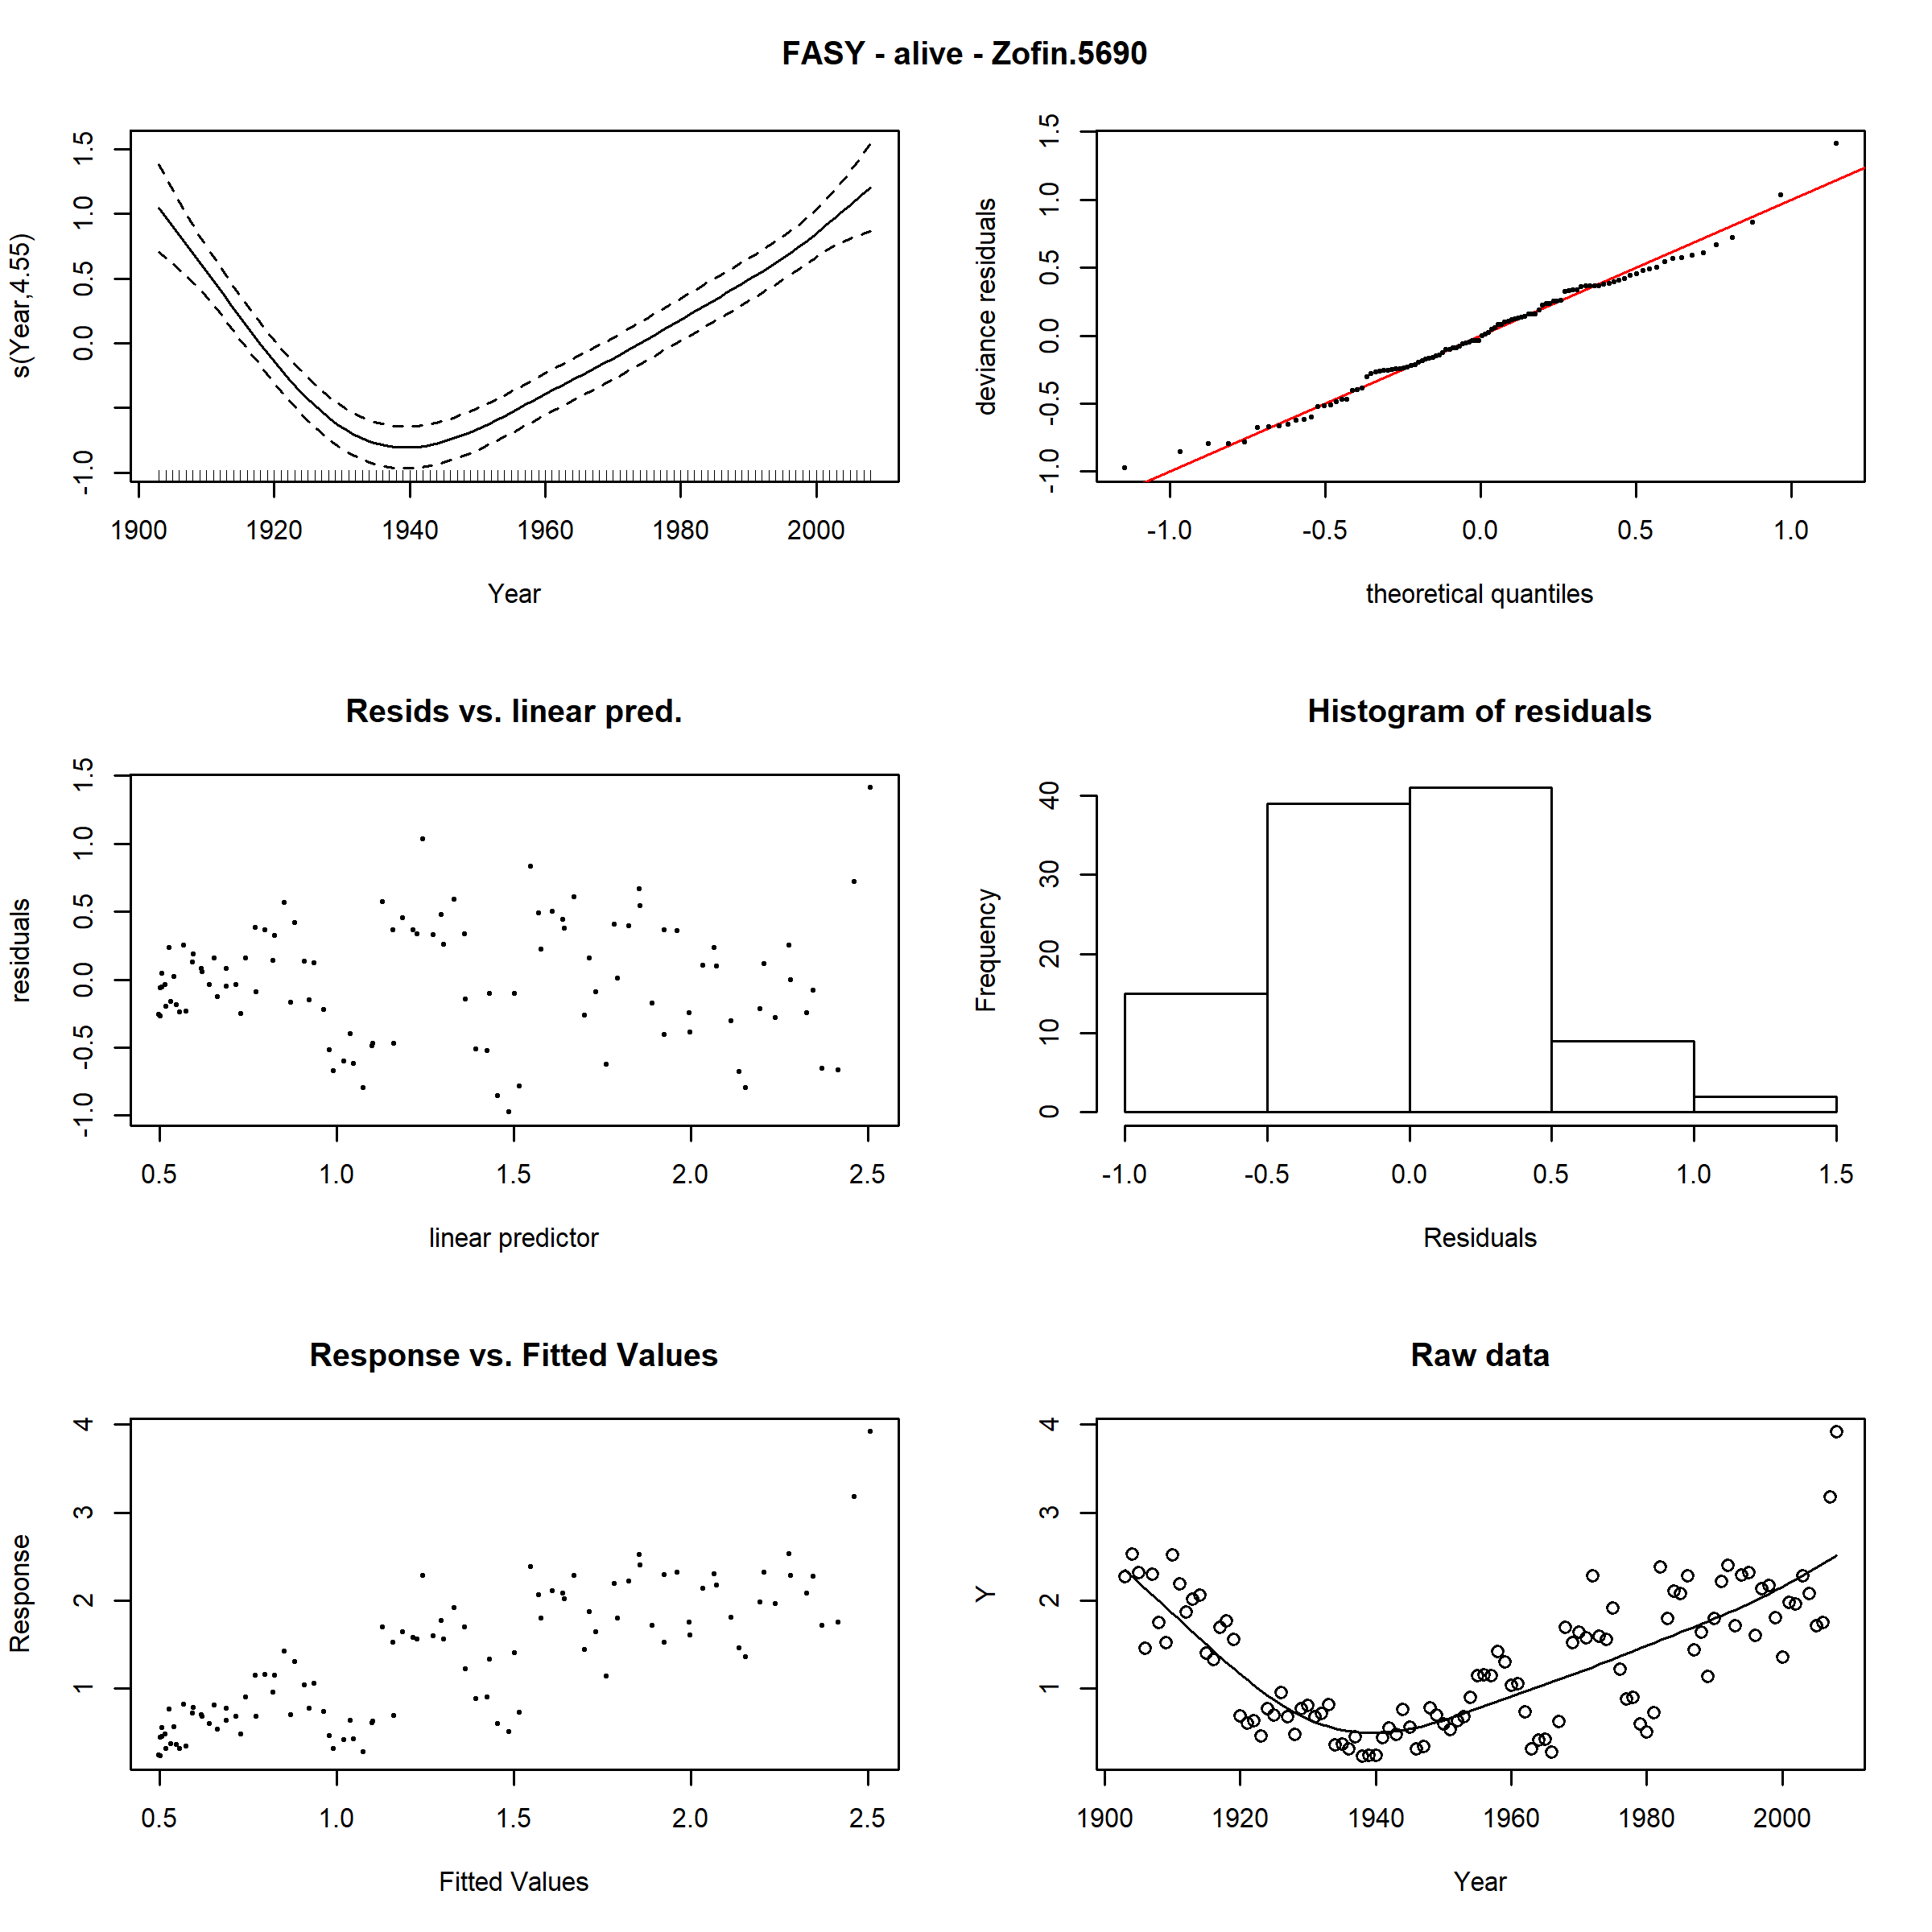 FASY - alive - Zofin.5690
s(Year,4.55)
-1.0 0.0 0.5 1.0 1.5
1900 1920 1940 1960 1980 2000
Year
deviance residuals
-1.0 -0.5 0.0 0.5 1.0 1.5
-1.0 -0.5 0.0 0.5 1.0
theoretical quantiles
Resids vs. linear pred.
residuals
-1.0 -0.5 0.0 0.5 1.0 1.5
0.5 1.0 1.5 2.0 2.5
linear predictor
Histogram of residuals
Frequency
0 10 20 30 40
-1.0 -0.5 0.0 0.5 1.0 1.5
Residuals
Response vs. Fitted Values
Response
1 2 3 4
0.5 1.0 1.5 2.0 2.5
Fitted Values
Raw data
Y
1 2 3 4
1900 1920 1940 1960 1980 2000
Year